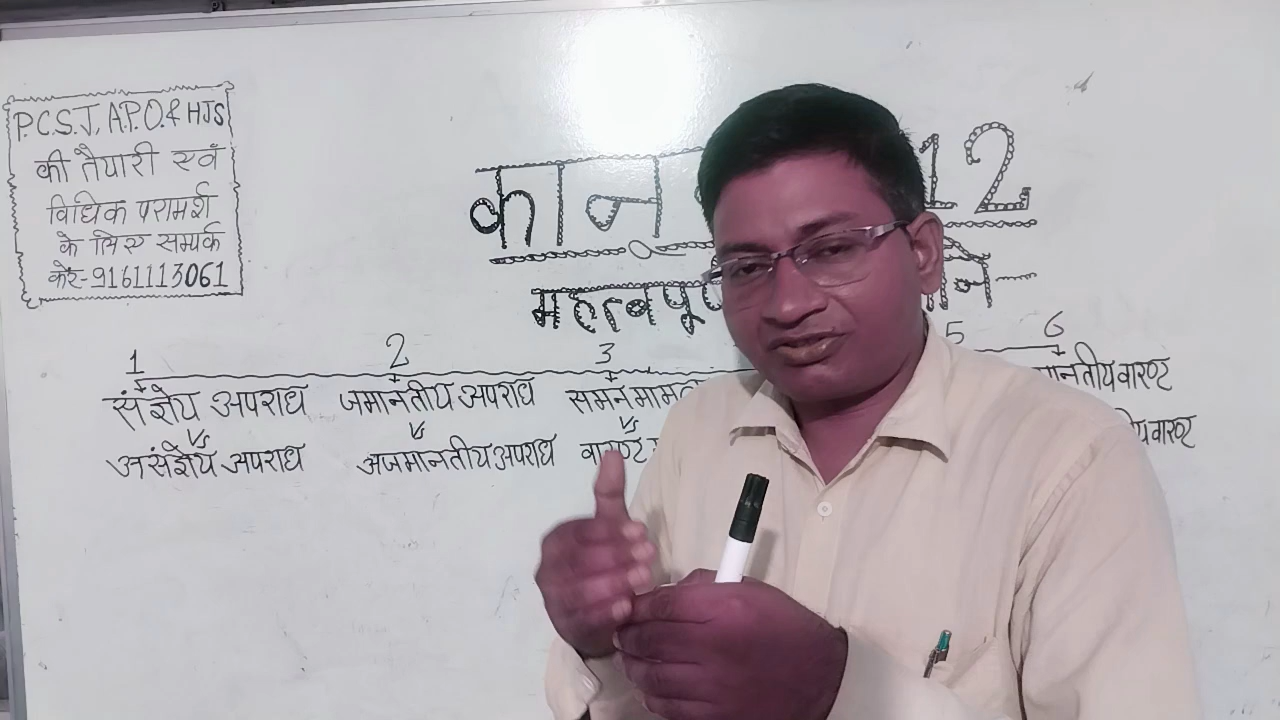 P.C.S.J, A.P.O. & HJS
की तैयारी एवं
विधिक परामर्श
के लिए सम्पर्क
करें- 9161113061
12
महत्वपूर्ण
1 2 3 5 6
संज्ञेय अपराध जमानतीय अपराध समन जमानतीय वारण्ट
vs vs vs
असंज्ञेय अपराध अजमानतीय अपराध वारण्ट वारण्ट